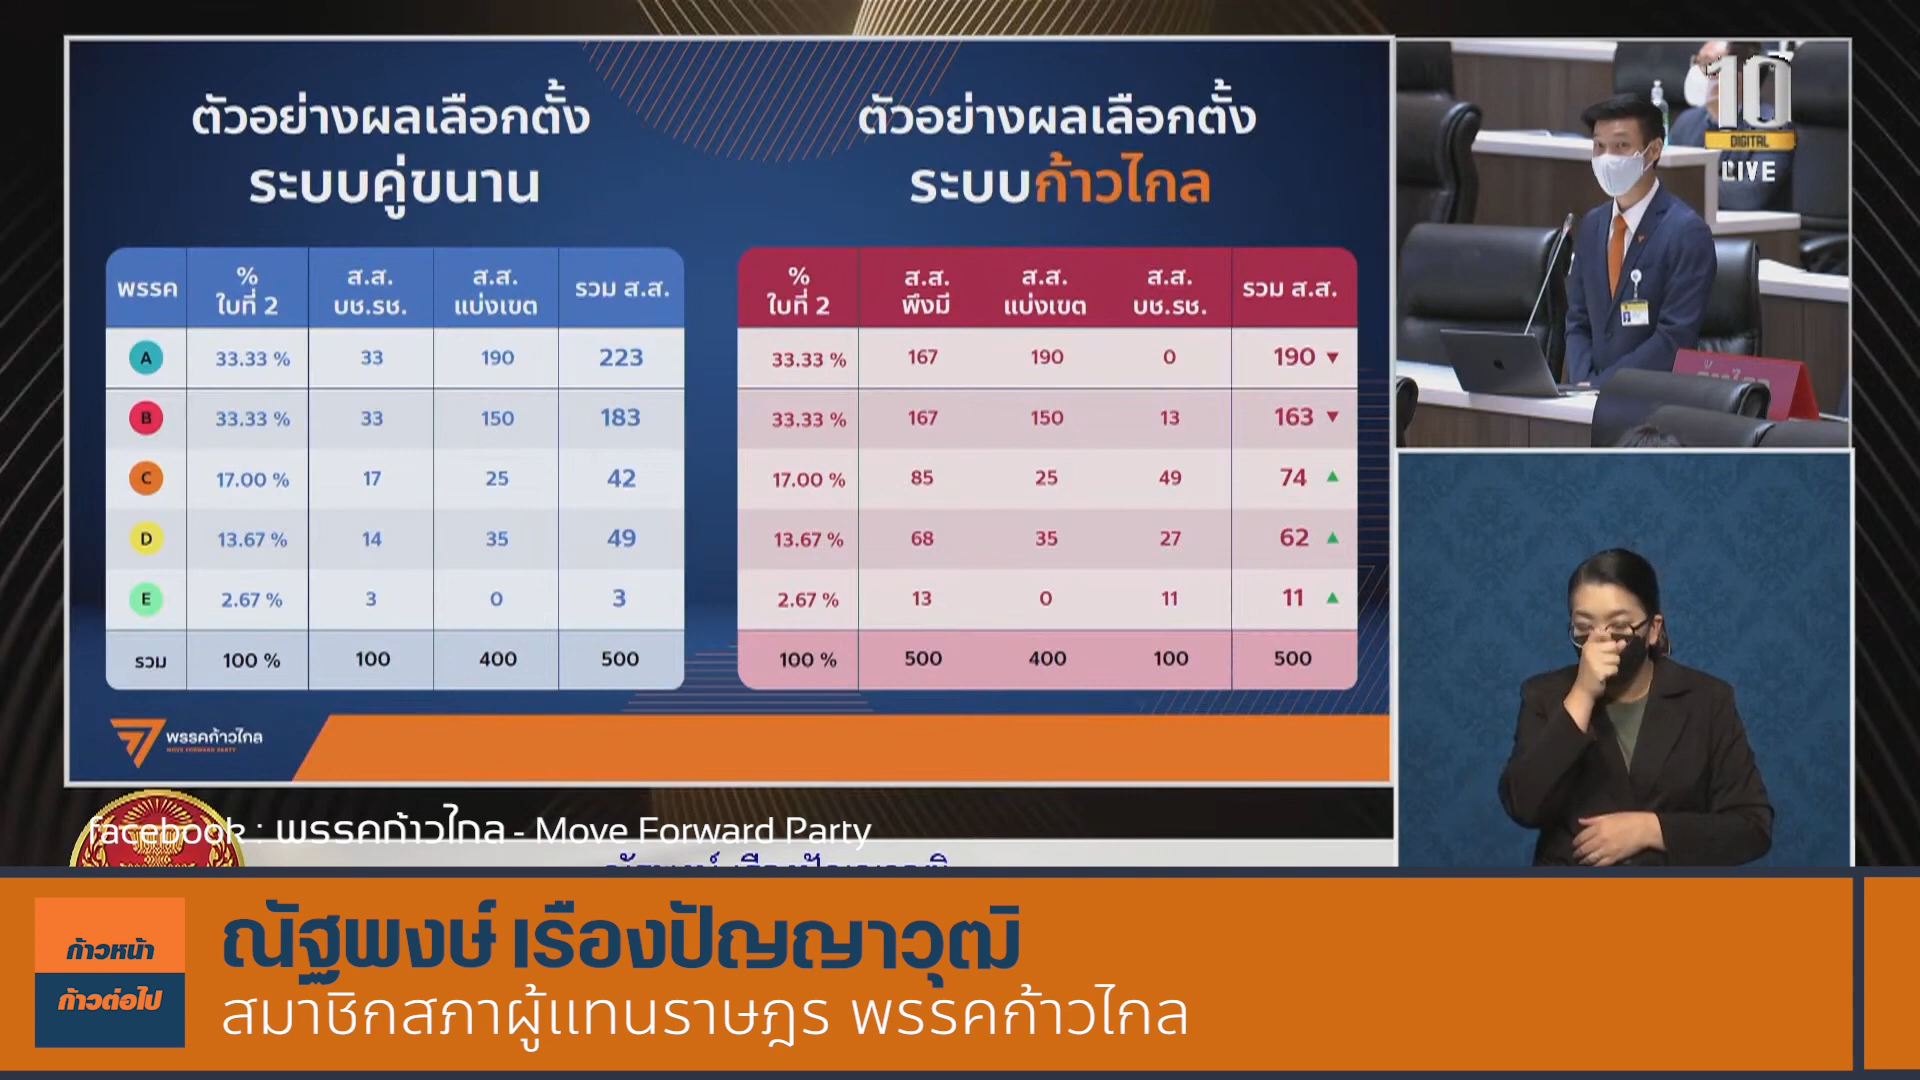 ตัวอย่างผลเลือกตั้ง
ระบบคู่ขนาน
พรรค % ใบที่ 2 ส.ส. บช.รช. ส.ส. แบ่งเขต รวม ส.ส.
A 33.33 % 33 190 223
B 33.33 % 33 150 183
C 17.00 % 17 25 42
D 13.67 % 14 35 49
E 2.67 % 3 0 3
รวม 100 % 100 400 500
ตัวอย่างผลเลือกตั้ง
ระบบก้าวไกล
% ใบที่ 2 ส.ส. พึงมี ส.ส. แบ่งเขต ส.ส. บช.รช. รวม ส.ส.
33.33 % 167 190 0 190 ▼
33.33 % 167 150 13 163 ▼
17.00 % 85 25 49 74 ▲
13.67 % 68 35 27 62 ▲
2.67 % 13 0 11 11 ▲
100 % 500 400 100 500
พรรคก้าวไกล
MOVE FORWARD PARTY
10
DIGITAL
LIVE
facebook : พรรคก้าวไกล - Move Forward Party
ก้าวหน้า
ก้าวต่อไป
ณัฐพงษ์ เรืองปัญญาวุฒิ
สมาชิกสภาผู้แทนราษฎร พรรคก้าวไกล